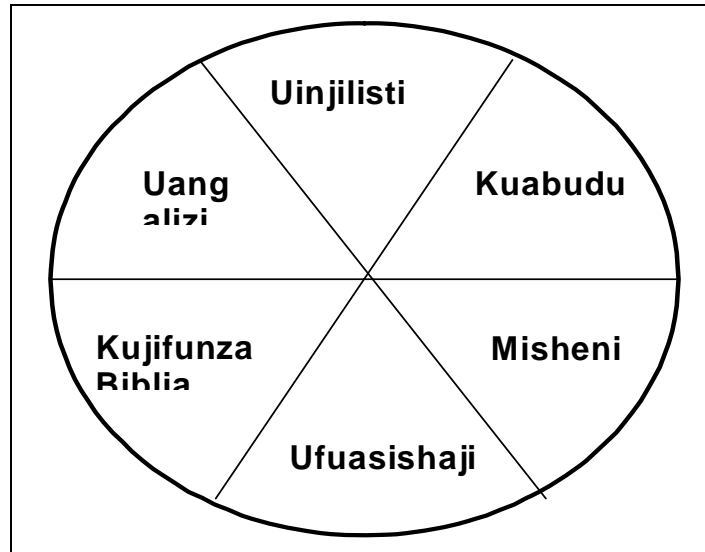 Uinjilisti
Kuabudu
Uang
alizi
Kujifunza
Biblia
Misheni
Ufuasishaji